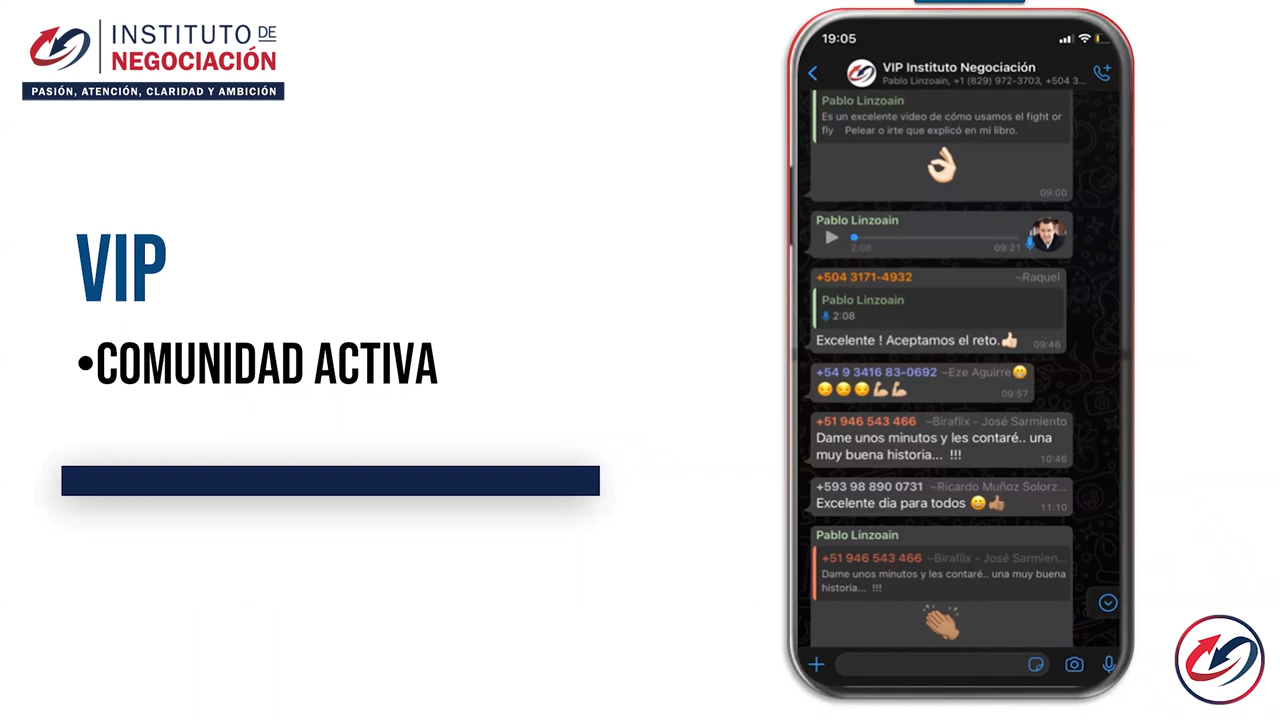 INSTITUTO DE
NEGOCIACIÓN
PASIÓN, ATENCIÓN, CLARIDAD Y AMBICIÓN
VIP
•COMUNIDAD ACTIVA
19:05
VIP Instituto Negociación
Pablo Linzoain, +1 (829) 972-3703, +504 3...
Pablo Linzoain
Es un excelente video de cómo usamos el fight or
fly Pelear o irte que explicó en mi libro.
👌🏻
09:00
Pablo Linzoain
2:08 09:21
+504 3171-4932 ~Raquel
Pablo Linzoain
2:08
Excelente ! Aceptamos el reto.👍🏻 09:46
+54 9 3416 83-0692 ~Eze Aguirre😁
😏😏😏💪🏼💪🏼 09:57
+51 946 543 466 ~Biraflix - José Sarmiento
Dame unos minutos y les contaré.. una
muy buena historia... !!! 10:46
+593 98 890 0731 ~Ricardo Muñoz Solorz...
Excelente dia para todos 😄👍🏽 11:10
Pablo Linzoain
+51 946 543 466 ~Biraflix - José Sarmien...
Dame unos minutos y les contaré.. una muy buena
historia... !!!
👏🏽